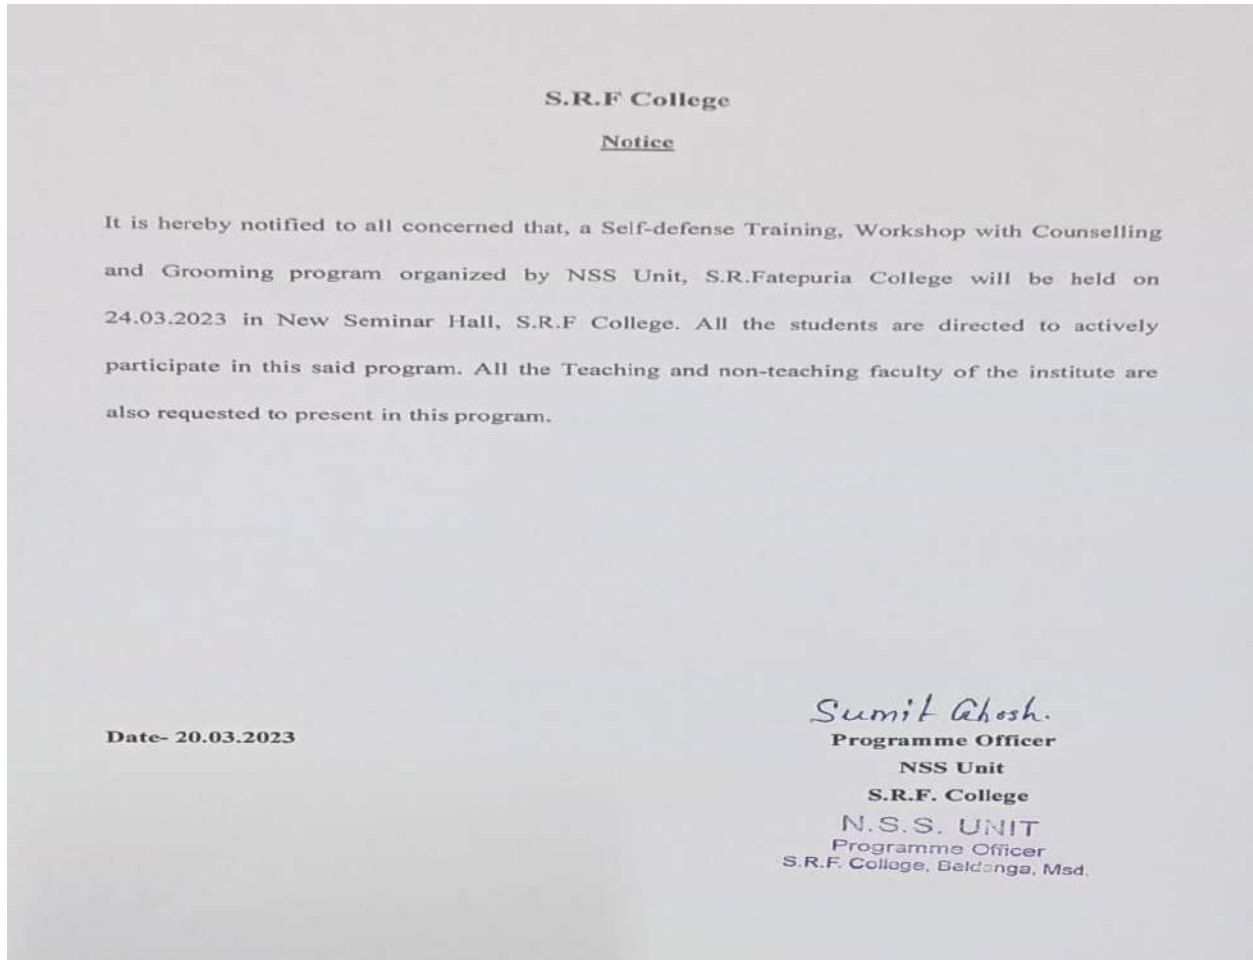 S.R.F College
Notice
It is hereby notified to all concerned that, a Self-defense Training, Workshop with Counselling
and Grooming program organized by NSS Unit, S.R.Fatepuria College will be held on
24.03.2023 in New Seminar Hall, S.R.F College. All the students are directed to actively
participate in this said program. All the Teaching and non-teaching faculty of the institute are
also requested to present in this program.
Date- 20.03.2023
Sumit Ghosh.
Programme Officer
NSS Unit
S.R.F. College
N.S.S. UNIT
Programme Officer
S.R.F. College, Beldanga, Msd.